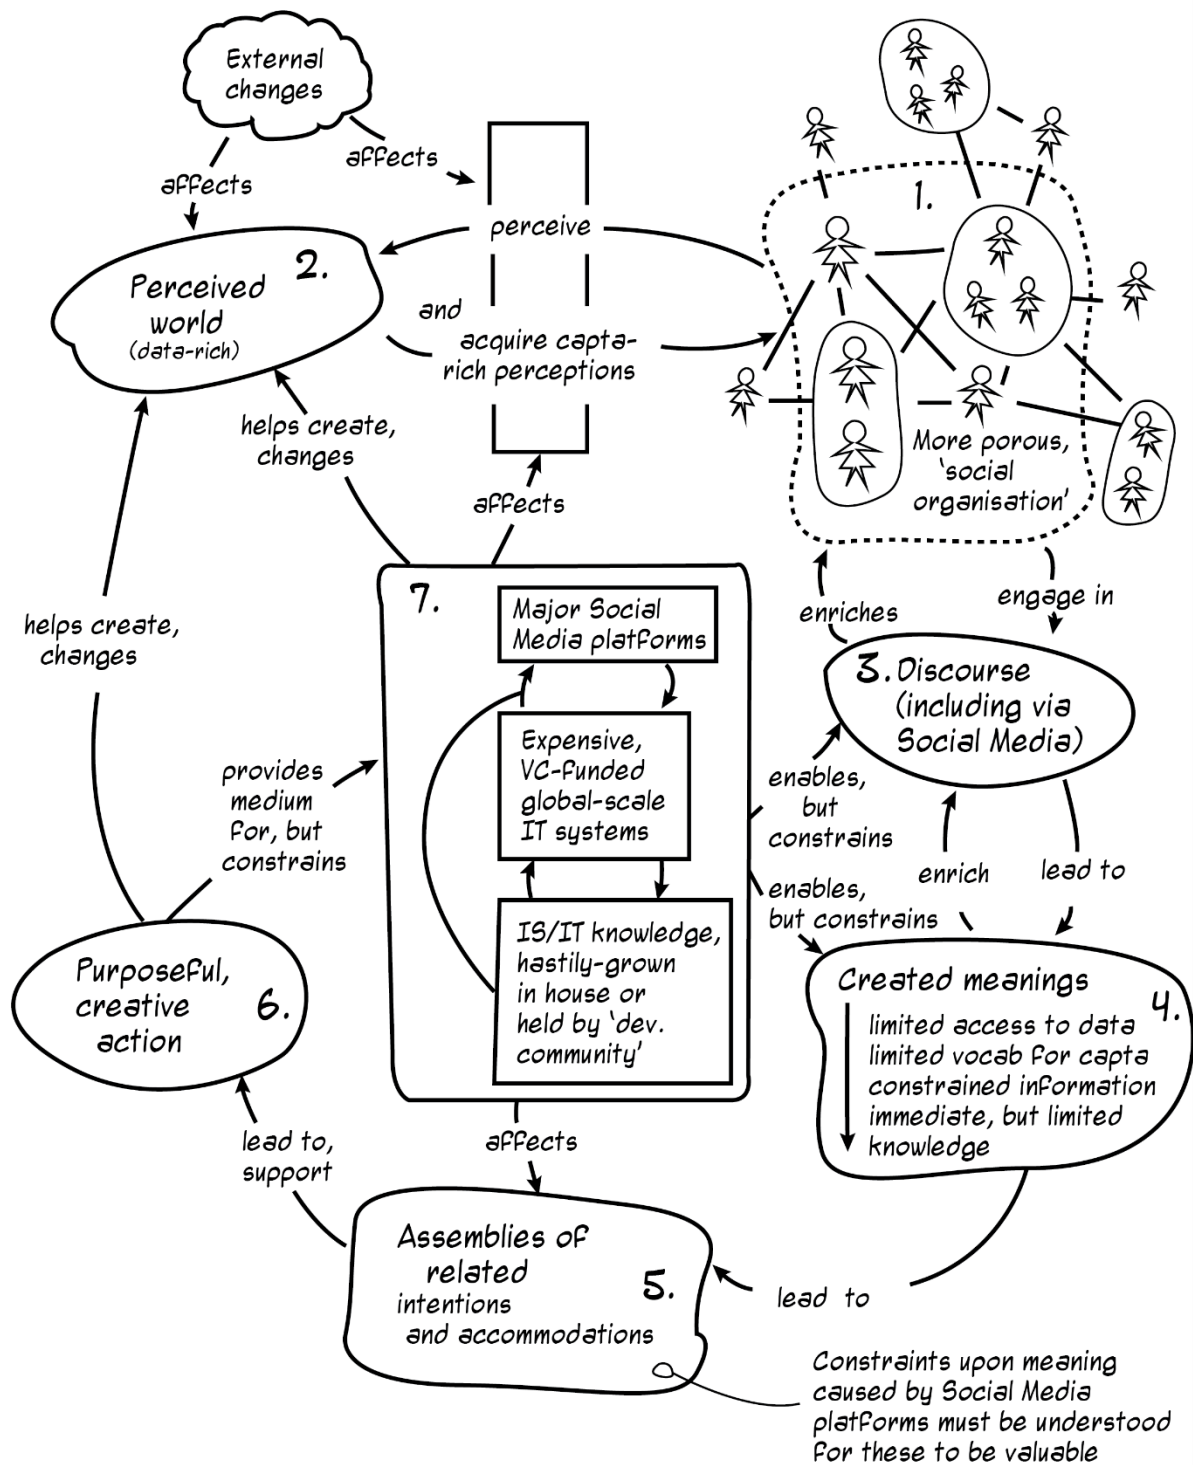 External
changes
affects
affects
perceive
and
acquire capta-
rich perceptions
1.
More porous,
'social
organisation'
2.
Perceived
world
(data-rich)
helps create,
changes
affects
helps create,
changes
enriches
engage in
3. Discourse
(including via
Social Media)
7.
Major Social
Media platforms
Expensive,
VC-funded
global-scale
IT systems
IS/IT knowledge,
hastily-grown
in house or
held by 'dev.
community'
provides
medium
for, but
constrains
enables,
but
constrains
enables,
but constrains
enrich
lead to
Created meanings
4.
limited access to data
limited vocab for capta
constrained information
immediate, but limited
knowledge
Purposeful,
creative
action
6.
lead to,
support
affects
Assemblies of
related
intentions
and accommodations
5.
lead to
Constraints upon meaning
caused by Social Media
platforms must be understood
for these to be valuable